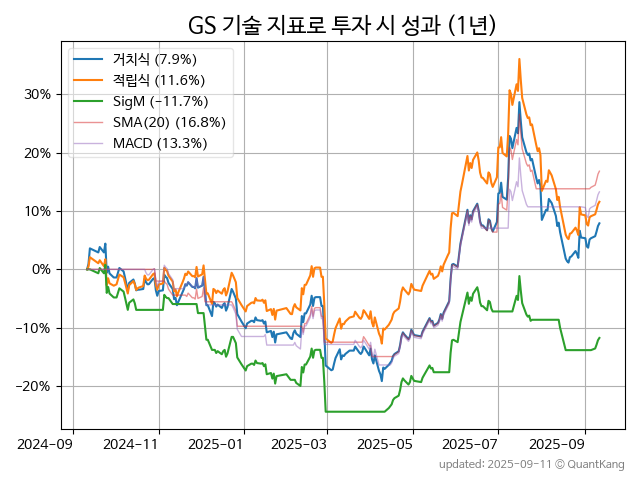 GS 기술 지표로 투자 시 성과 (1년)
거치식 (7.9%)
적립식 (11.6%)
SigM (−11.7%)
SMA(20) (16.8%)
MACD (13.3%)
30%
20%
10%
0%
−10%
−20%
2024-09
2024-11
2025-01
2025-03
2025-05
2025-07
2025-09
updated: 2025-09-11 © QuantKang